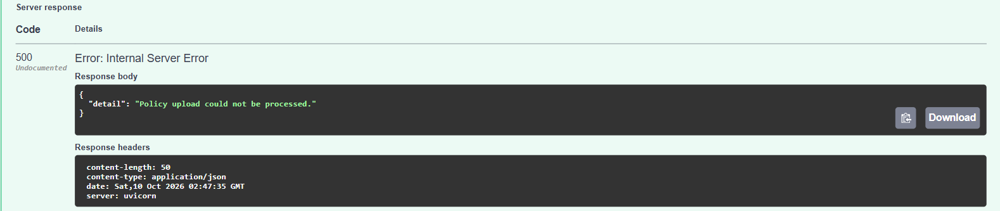 Server response
Code Details
500 Error: Internal Server Error
Undocumented
Response body
{
  "detail": "Policy upload could not be processed."
}
Download
Response headers
content-length: 50
content-type: application/json
date: Sat,10 Oct 2026 02:47:35 GMT
server: uvicorn